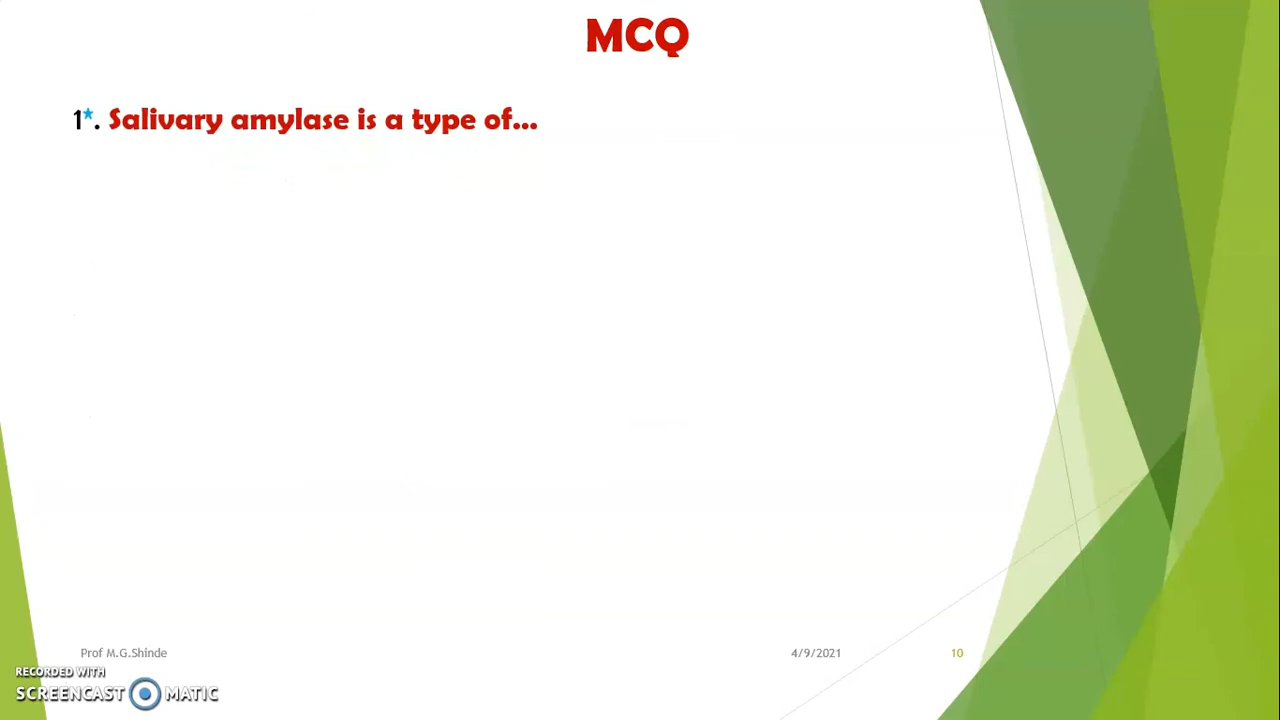 MCQ
1*. Salivary amylase is a type of...
Prof M.G.Shinde 4/9/2021 10
RECORDED WITH
SCREENCAST MATIC